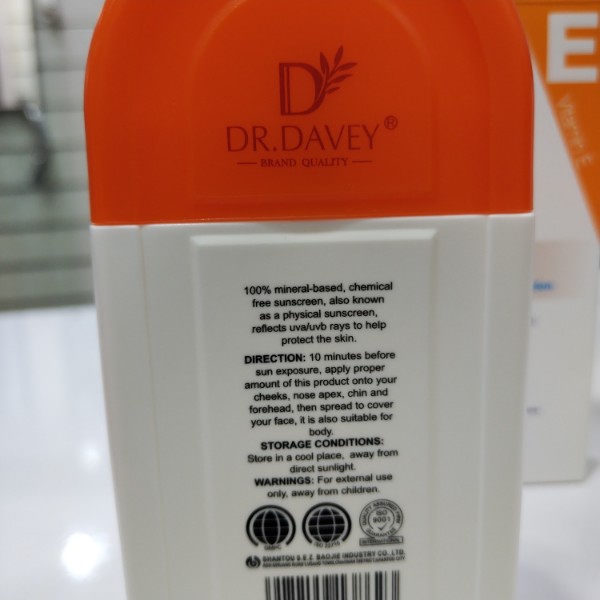 DR.DAVEY®
BRAND QUALITY
E
Vitamin E
100% mineral-based, chemical
free sunscreen, also known
as a physical sunscreen,
reflects uva/uvb rays to help
protect the skin.
DIRECTION: 10 minutes before
sun exposure, apply proper
amount of this product onto your
cheeks, nose apex, chin and
forehead, then spread to cover
your face, it is also suitable for
body.
STORAGE CONDITIONS:
Store in a cool place, away from
direct sunlight.
WARNINGS: For external use
only, away from children.
ISO
9001
SHANTOU S.E.Z. BAOJIE INDUSTRY CO., LTD.